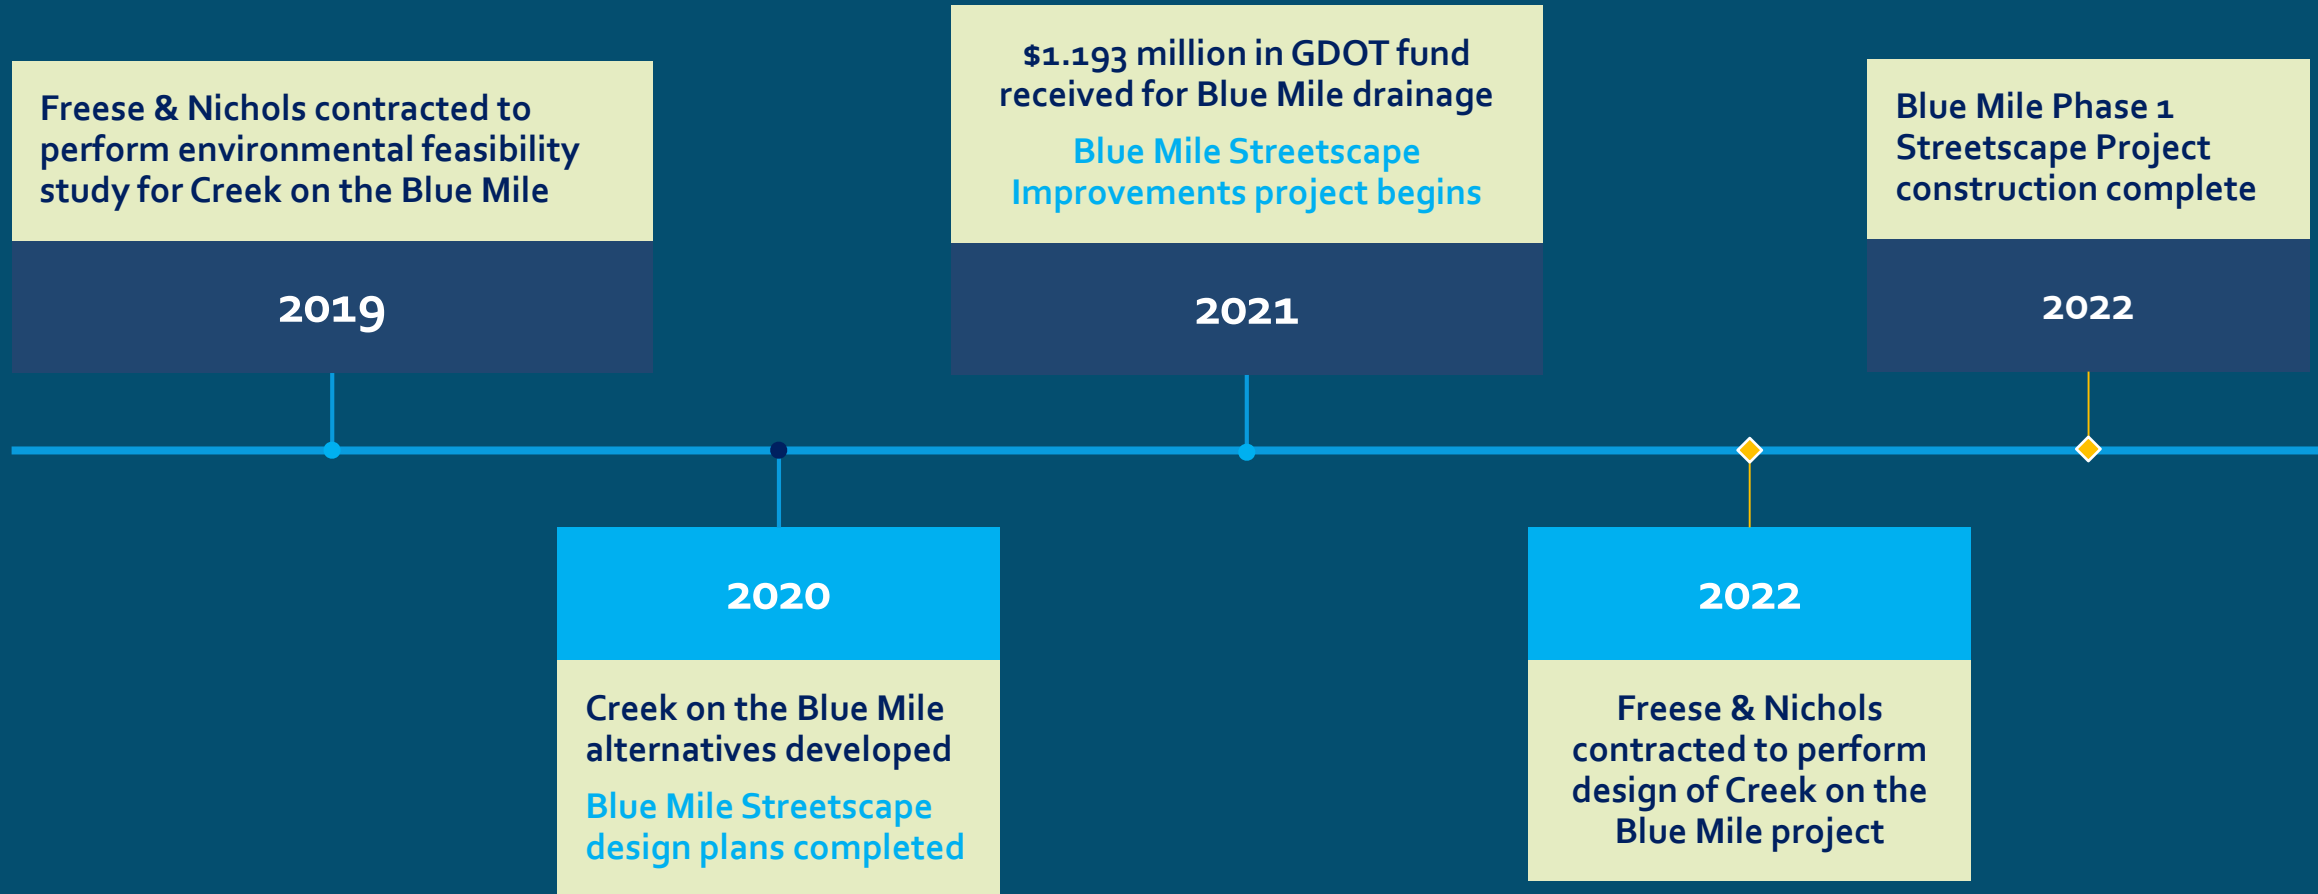 Freese & Nichols contracted to
perform environmental feasibility
study for Creek on the Blue Mile
2019
2020
Creek on the Blue Mile
alternatives developed
Blue Mile Streetscape
design plans completed
$1.193 million in GDOT fund
received for Blue Mile drainage
Blue Mile Streetscape
Improvements project begins
2021
2022
Freese & Nichols
contracted to perform
design of Creek on the
Blue Mile project
Blue Mile Phase 1
Streetscape Project
construction complete
2022